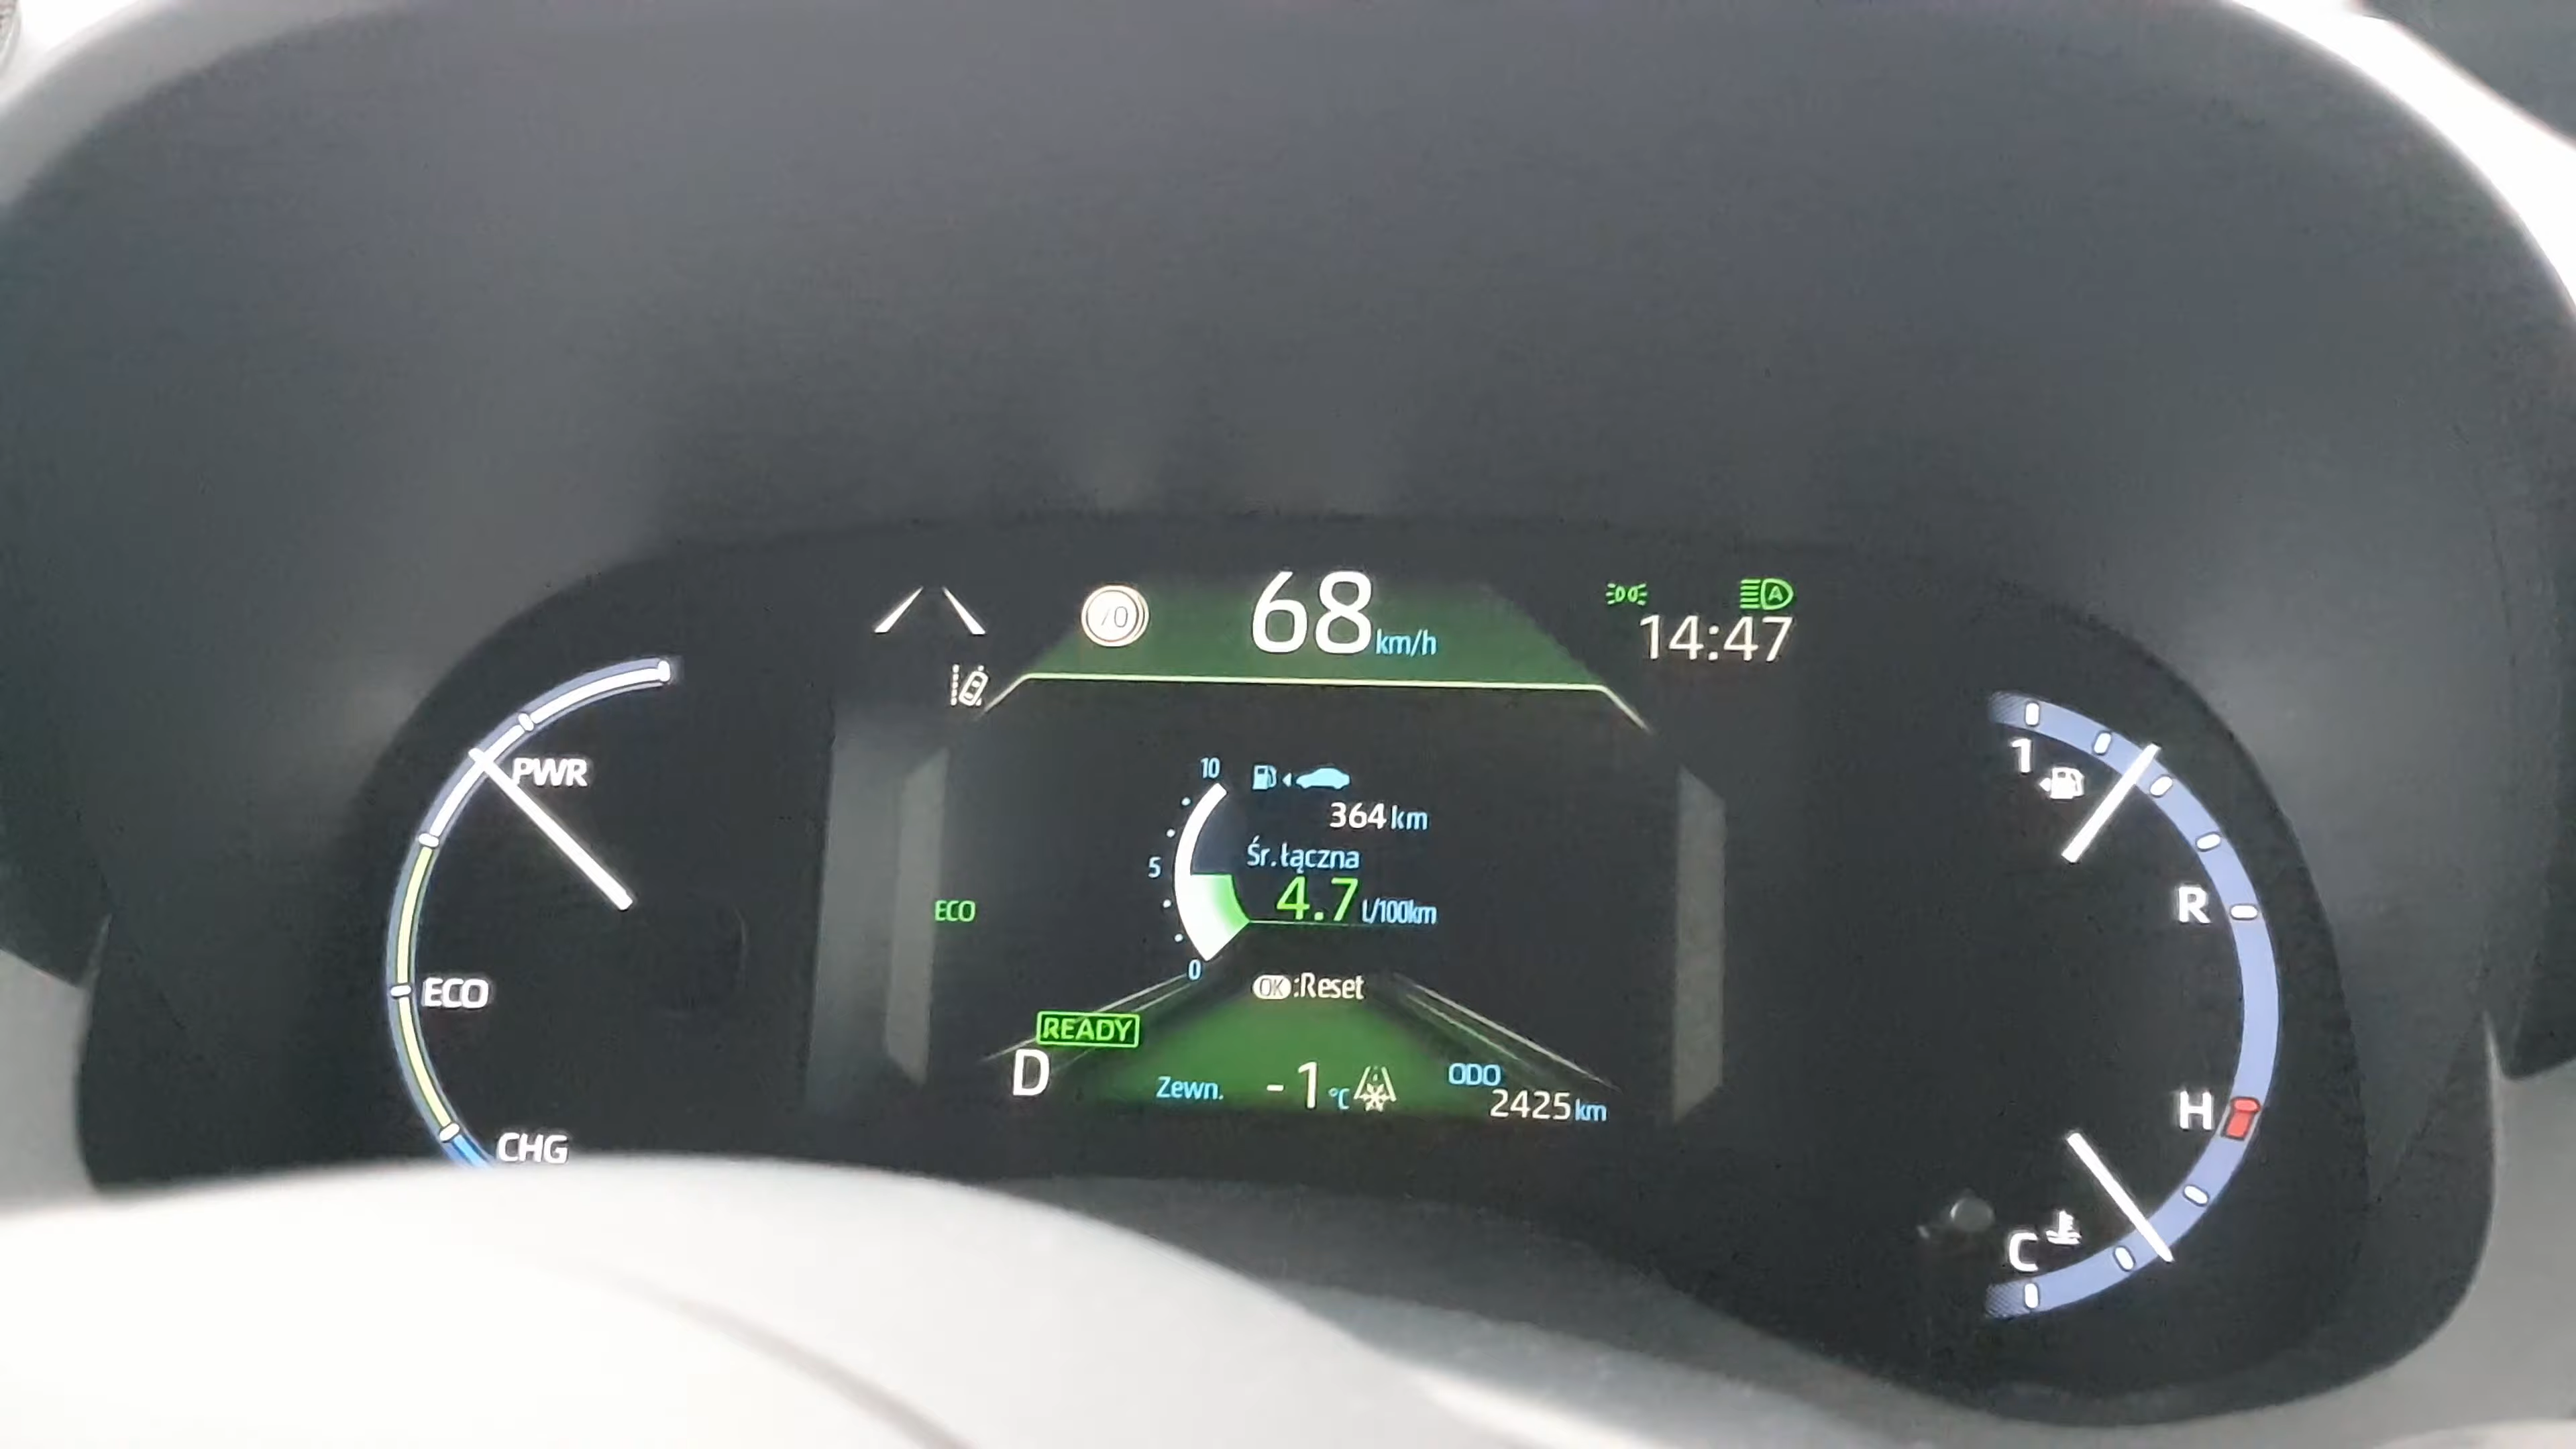 70
68 km/h
14:47
PWR
ECO
CHG
10
5
0
364 km
Śr. łączna
4.7 L/100km
ECO
OK :Reset
READY
D
Zewn. -1 °C
ODO
2425 km
1
R
H
C
A